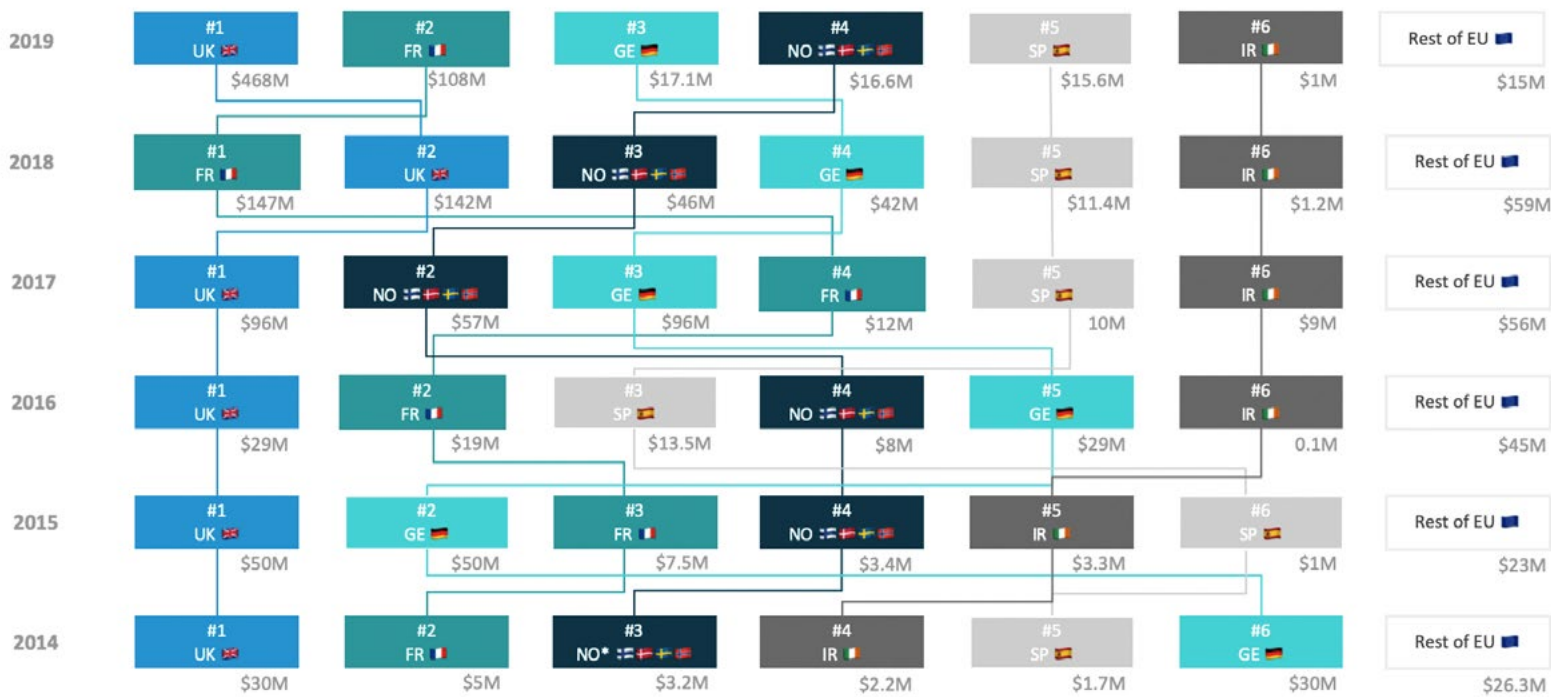 2019
#1
UK 🇬🇧
$468M
#2
FR 🇫🇷
$108M
#3
GE 🇩🇪
$17.1M
#4
NO 🇫🇮🇩🇰🇸🇪🇳🇴
$16.6M
#5
SP 🇪🇸
$15.6M
#6
IR 🇮🇪
$1M
Rest of EU 🇪🇺
$15M
2018
#1
FR 🇫🇷
$147M
#2
UK 🇬🇧
$142M
#3
NO 🇫🇮🇩🇰🇸🇪🇳🇴
$46M
#4
GE 🇩🇪
$42M
#5
SP 🇪🇸
$11.4M
#6
IR 🇮🇪
$1.2M
Rest of EU 🇪🇺
$59M
2017
#1
UK 🇬🇧
$96M
#2
NO 🇫🇮🇩🇰🇸🇪🇳🇴
$57M
#3
GE 🇩🇪
$96M
#4
FR 🇫🇷
$12M
#5
SP 🇪🇸
10M
#6
IR 🇮🇪
$9M
Rest of EU 🇪🇺
$56M
2016
#1
UK 🇬🇧
$29M
#2
FR 🇫🇷
$19M
#3
SP 🇪🇸
$13.5M
#4
NO 🇫🇮🇩🇰🇸🇪🇳🇴
$8M
#5
GE 🇩🇪
$29M
#6
IR 🇮🇪
0.1M
Rest of EU 🇪🇺
$45M
2015
#1
UK 🇬🇧
$50M
#2
GE 🇩🇪
$50M
#3
FR 🇫🇷
$7.5M
#4
NO 🇫🇮🇩🇰🇸🇪🇳🇴
$3.4M
#5
IR 🇮🇪
$3.3M
#6
SP 🇪🇸
$1M
Rest of EU 🇪🇺
$23M
2014
#1
UK 🇬🇧
$30M
#2
FR 🇫🇷
$5M
#3
NO* 🇫🇮🇩🇰🇸🇪🇳🇴
$3.2M
#4
IR 🇮🇪
$2.2M
#5
SP 🇪🇸
$1.7M
#6
GE 🇩🇪
$30M
Rest of EU 🇪🇺
$26.3M